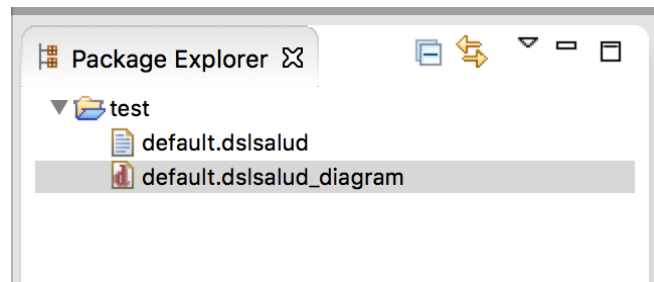 Package Explorer
test
default.dslsalud
default.dslsalud_diagram